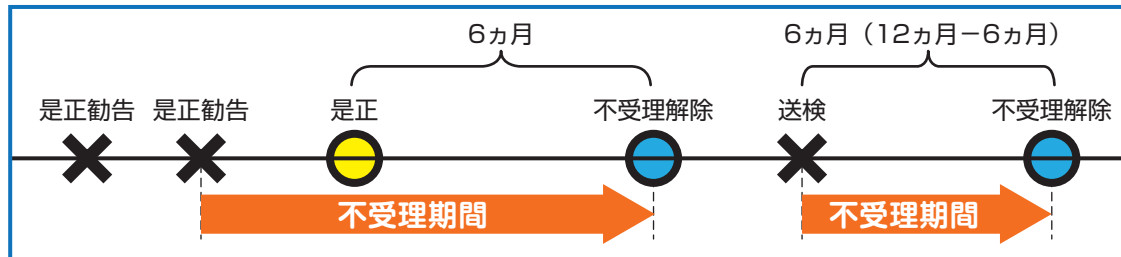 6ヵ月
6ヵ月（12ヵ月−6ヵ月）
是正勧告
是正勧告
是正
不受理解除
送検
不受理解除
不受理期間
不受理期間